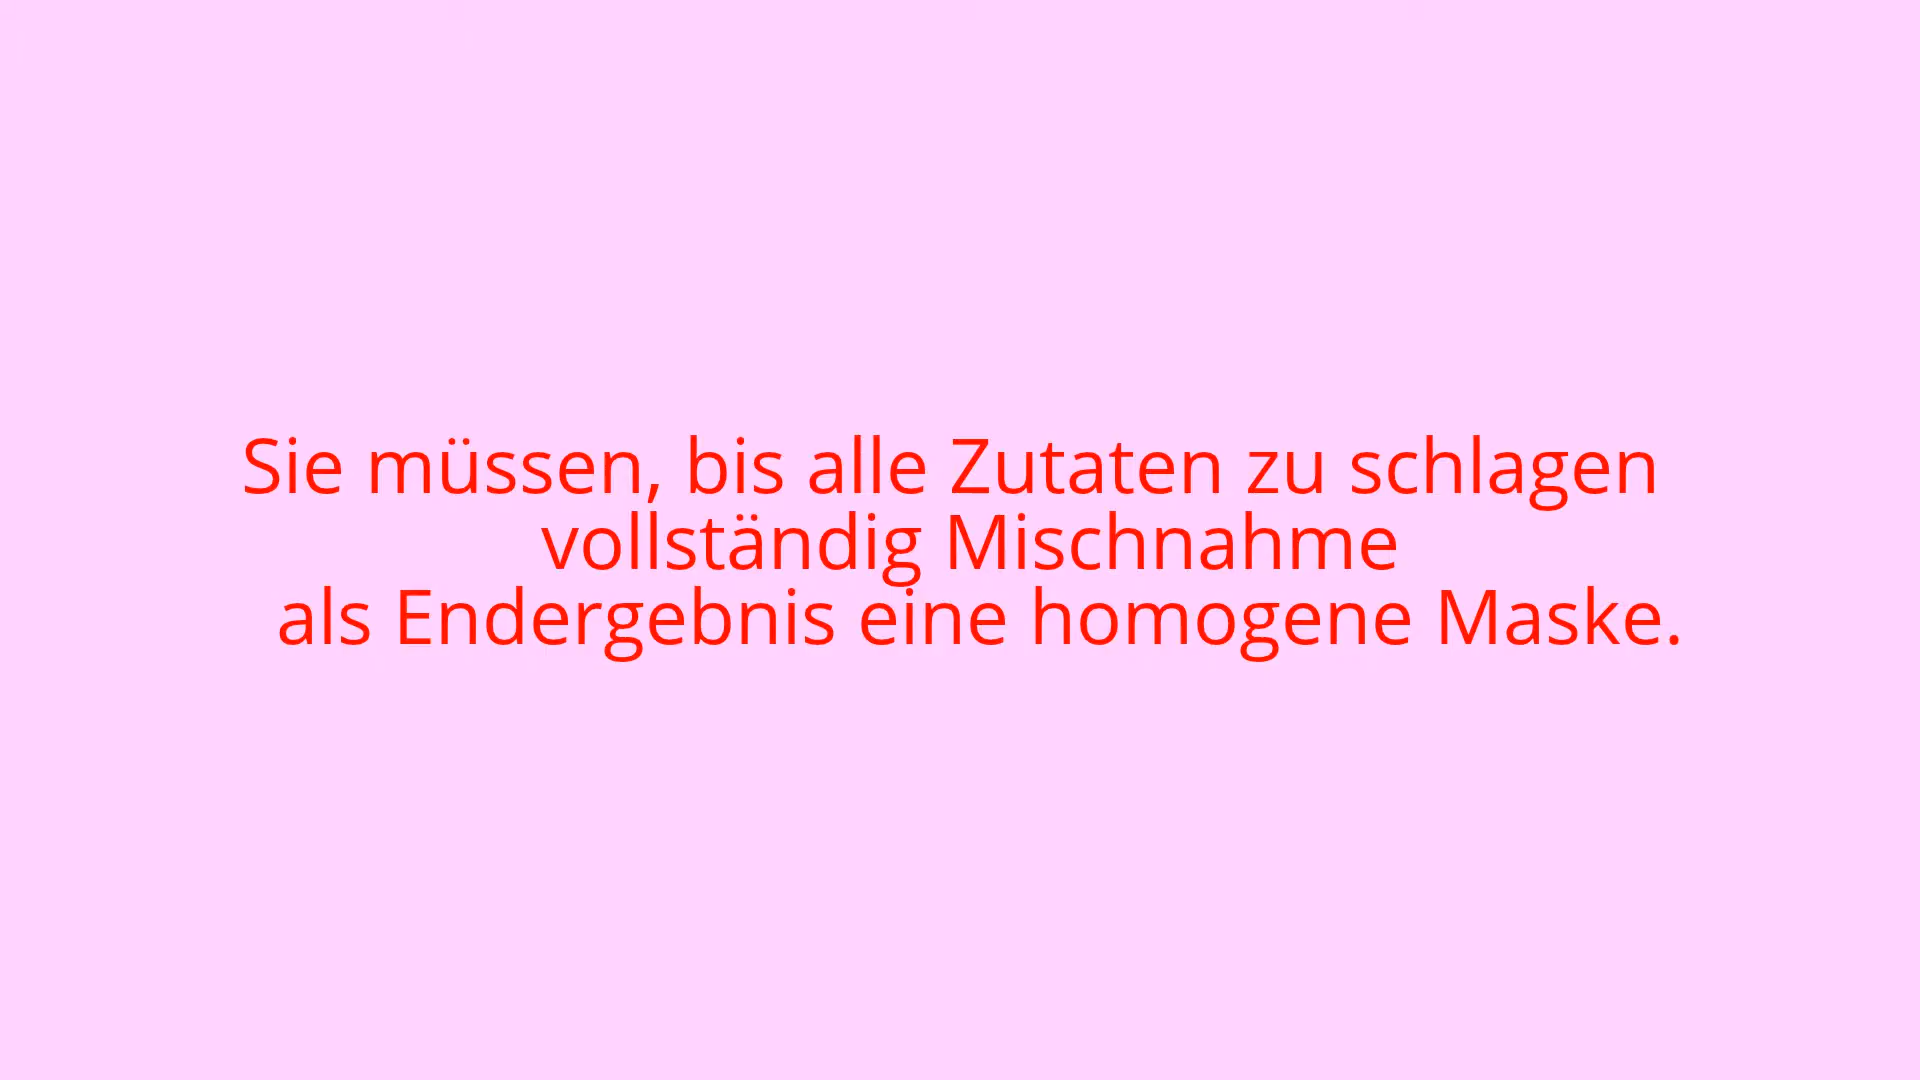 Sie müssen, bis alle Zutaten zu schlagen
vollständig Mischnahme
als Endergebnis eine homogene Maske.